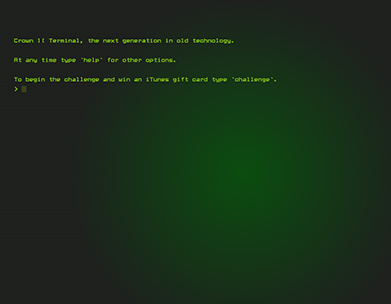 Crown II Terminal, the next generation in old technology.
At any time type 'help' for other options.
To begin the challenge and win an iTunes gift card type 'challenge'.
>